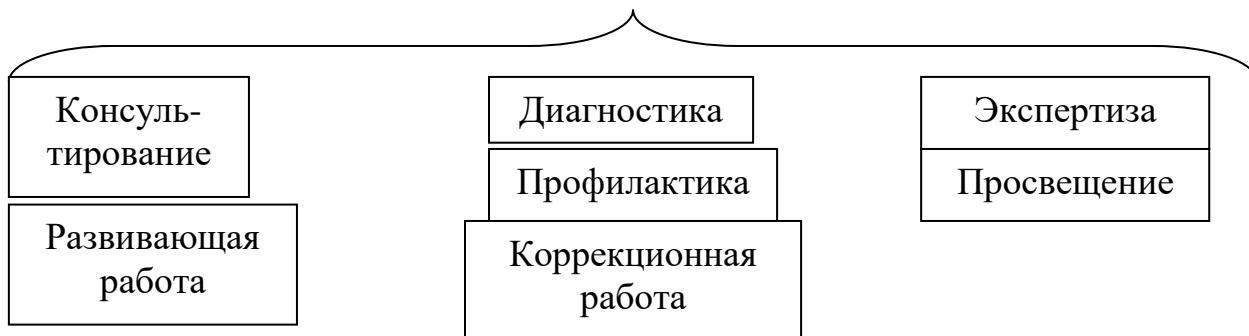 Консуль-
тирование
Развивающая
работа
Диагностика
Профилактика
Коррекционная
работа
Экспертиза
Просвещение